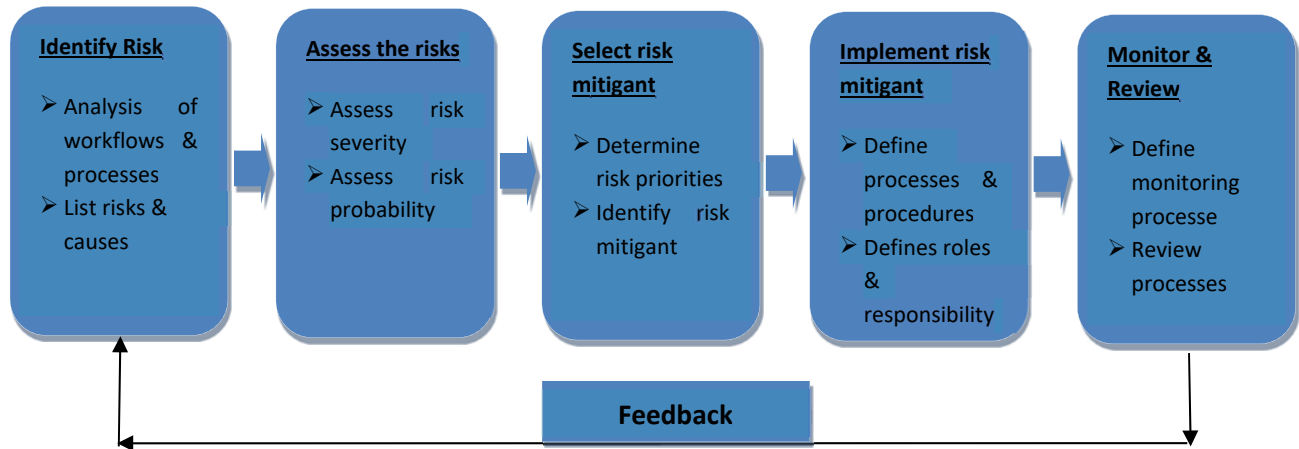 Identify Risk
➢ Analysis of
workflows &
processes
➢ List risks &
causes
Assess the risks
➢ Assess risk
severity
➢ Assess risk
probability
Select risk
mitigant
➢ Determine
risk priorities
➢ Identify risk
mitigant
Implement risk
mitigant
➢ Define
processes &
procedures
➢ Defines roles
&
responsibility
Monitor &
Review
➢ Define
monitoring
processe
➢ Review
processes
Feedback